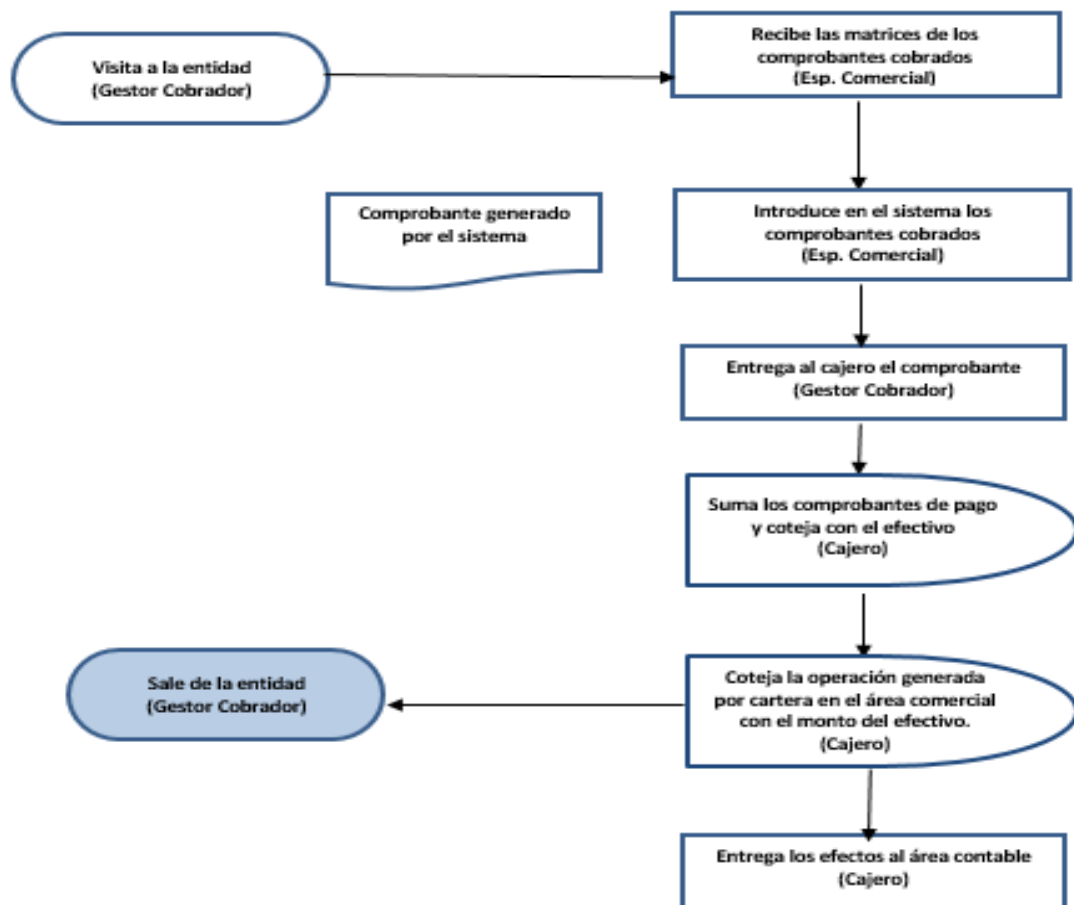 Visita a la entidad
(Gestor Cobrador)
Recibe las matrices de los
comprobantes cobrados
(Esp. Comercial)
Comprobante generado
por el sistema
Introduce en el sistema los
comprobantes cobrados
(Esp. Comercial)
Entrega al cajero el comprobante
(Gestor Cobrador)
Suma los comprobantes de pago
y coteja con el efectivo
(Cajero)
Coteja la operación generada
por cartera en el área comercial
con el monto del efectivo.
(Cajero)
Sale de la entidad
(Gestor Cobrador)
Entrega los efectos al área contable
(Cajero)